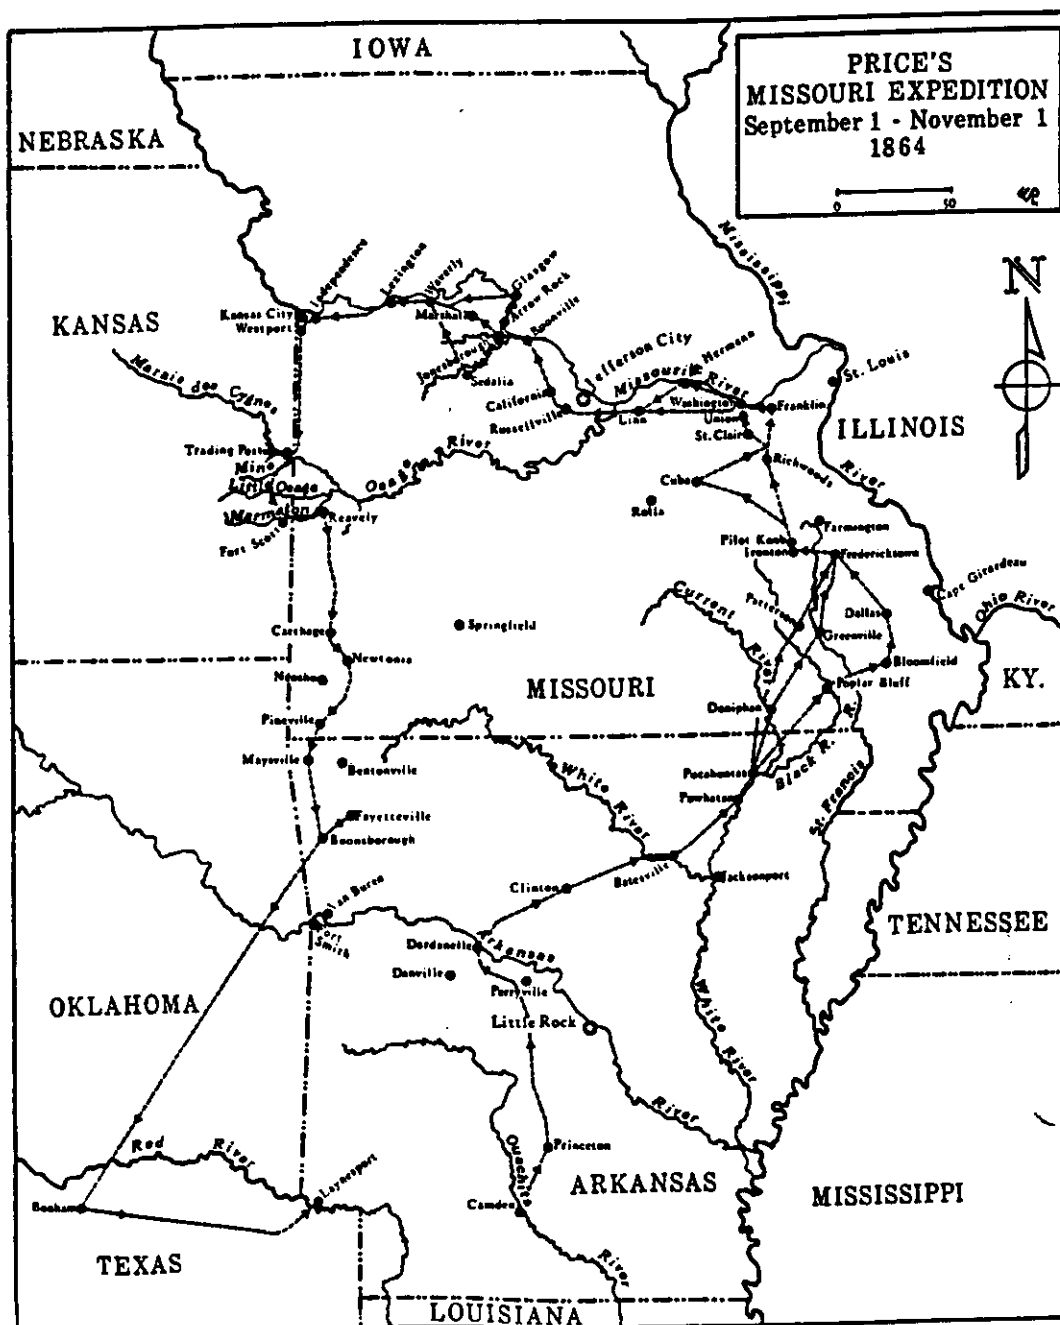 PRICE'S
MISSOURI EXPEDITION
September 1 - November 1
1864
0 50
IOWA
NEBRASKA
N
Mississippi
River
Independence
Lexington
Waverly
Glasgow
Arrow Rock
Boonville
Kansas City
Westport
Marshall
KANSAS
Jonesborough
Sedalia
Jefferson City
Missouri River
Hermann
St. Louis
Marais des Cygnes
California
Russellville
Linn
Washington
Union
Franklin
St. Clair
ILLINOIS
Trading Post
Mine
Little Osage
Marmaton
Osage River
Reavely
Fort Scott
Cuba
Richwoods
Rolla
Farmington
Pilot Knob
Ironton
Fredericktown
Cape Girardeau
Ohio River
Current
River
Patterson
Dallas
Greenville
Carthage
Springfield
Newtonia
Neosho
Bloomfield
Poplar Bluff
MISSOURI
KY.
Pineville
Doniphan
R.
Maysville
Bentonville
White River
Pocahontas
Black R.
Powhatan
St. Francis
Fayetteville
Boonsborough
Batesville
Jacksonport
Clinton
Van Buren
Fort
Smith
Dardanelle
Arkansas
TENNESSEE
Danville
Perryville
OKLAHOMA
Little Rock
White River
River
Red River
Ouachita
Princeton
ARKANSAS
MISSISSIPPI
Laynesport
Bonham
Camden
River
TEXAS
LOUISIANA